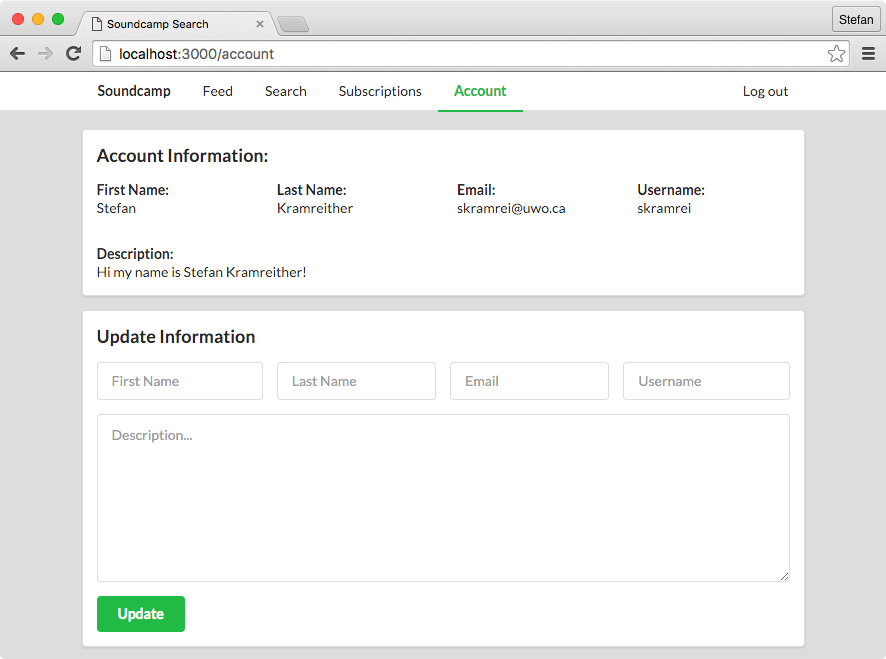 Soundcamp Search
Stefan
localhost:3000/account
Soundcamp Feed Search Subscriptions Account Log out
Account Information:
First Name: Last Name: Email: Username:
Stefan Kramreither skramrei@uwo.ca skramrei
Description:
Hi my name is Stefan Kramreither!
Update Information
First Name Last Name Email Username
Description...
Update